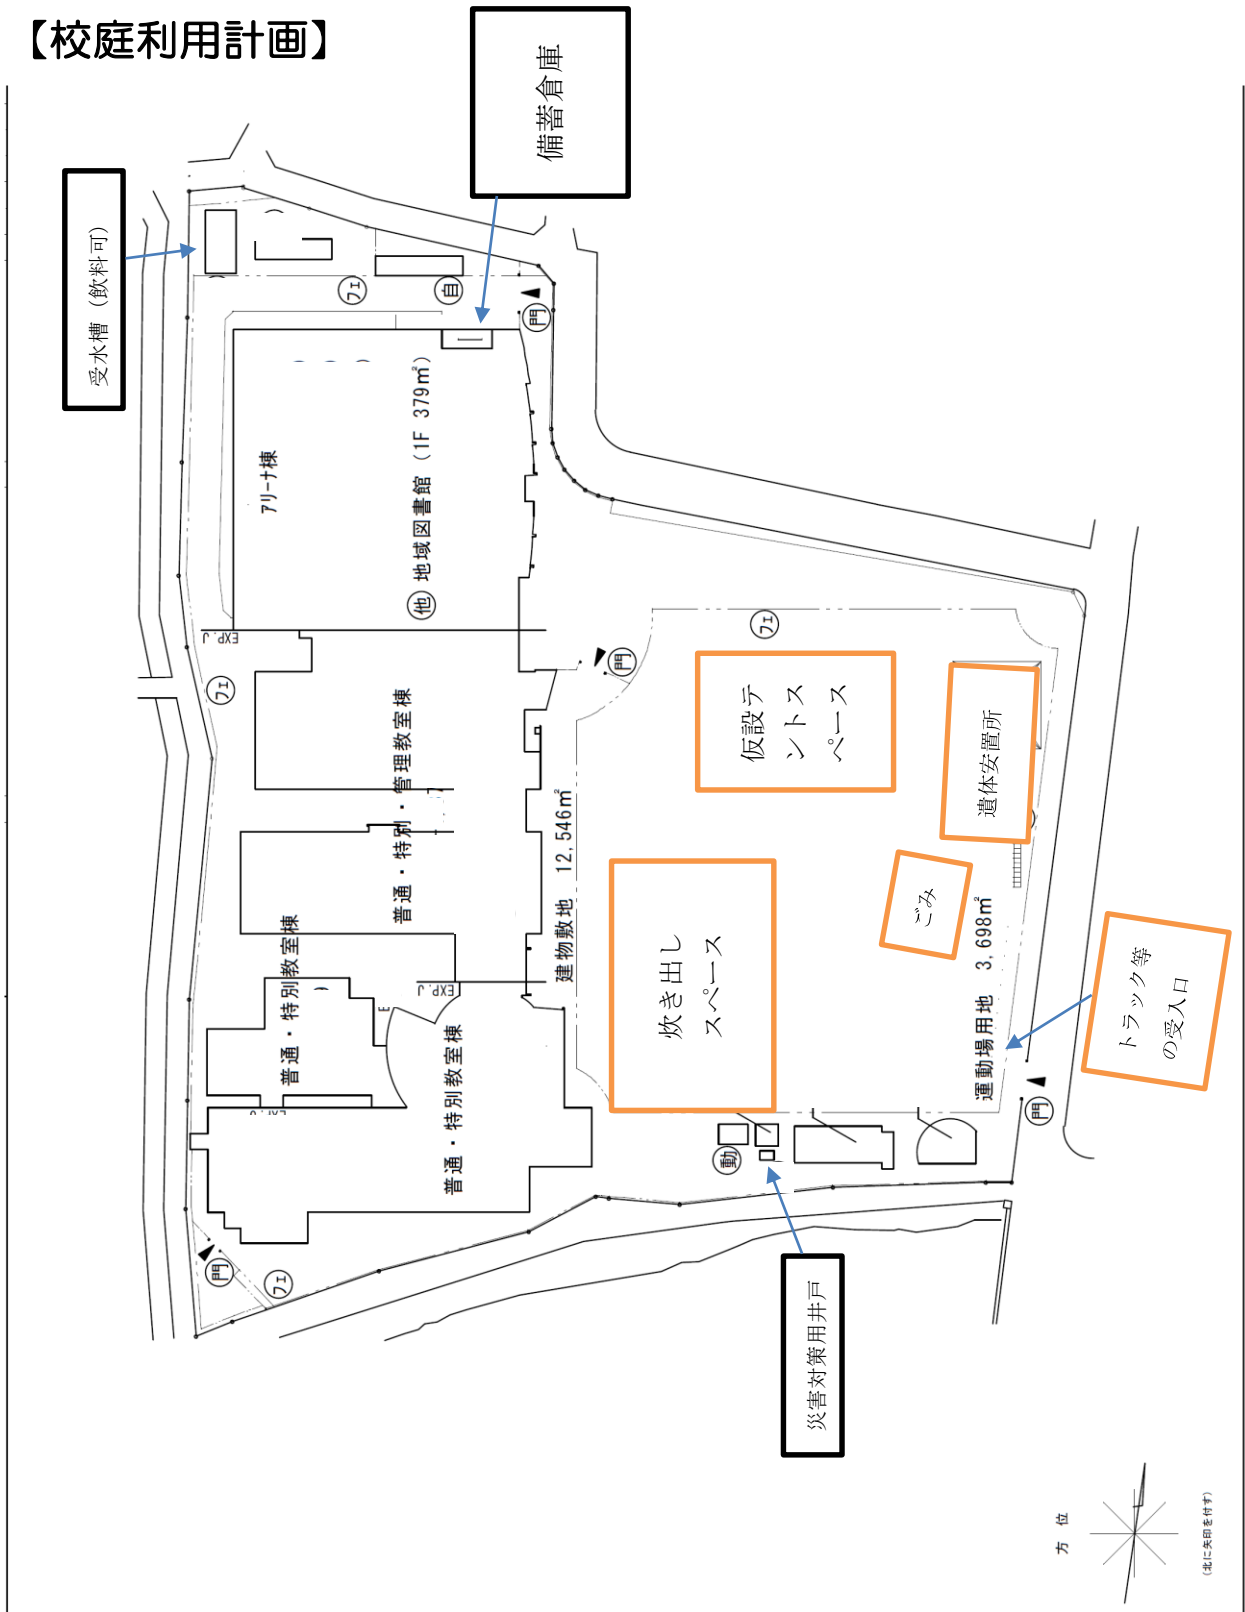 【校庭利用計画】
備蓄倉庫
受水槽（飲料可）
フェ
自
門
アリーナ棟
他 地域図書館（1F 379㎡）
EXP.J
フェ
門
フェ
普通・特別・管理教室棟
仮設テ
ントス
ペース
遺体安置所
建物敷地 12,546㎡
炊き出し
スペース
ごみ
運動場用地 3,698㎡
トラック等
の受入口
普通・特別教室棟
EXP.J
E
普通・特別教室棟
動
門
門
フェ
災害対策用井戸
方位
(北に矢印を付す)